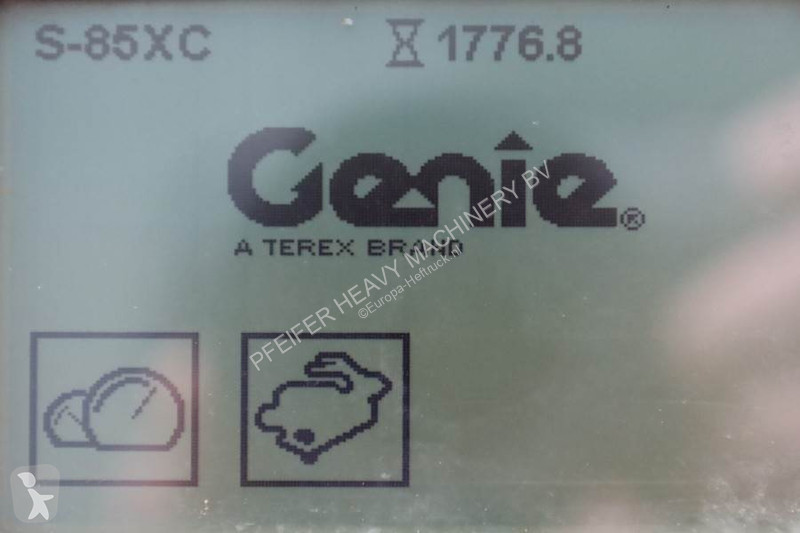 S-85XC 1776.8
Genie®
A TEREX BRAND
PFEIFER HEAVY MACHINERY BV
©Europa-Heftruck.nl